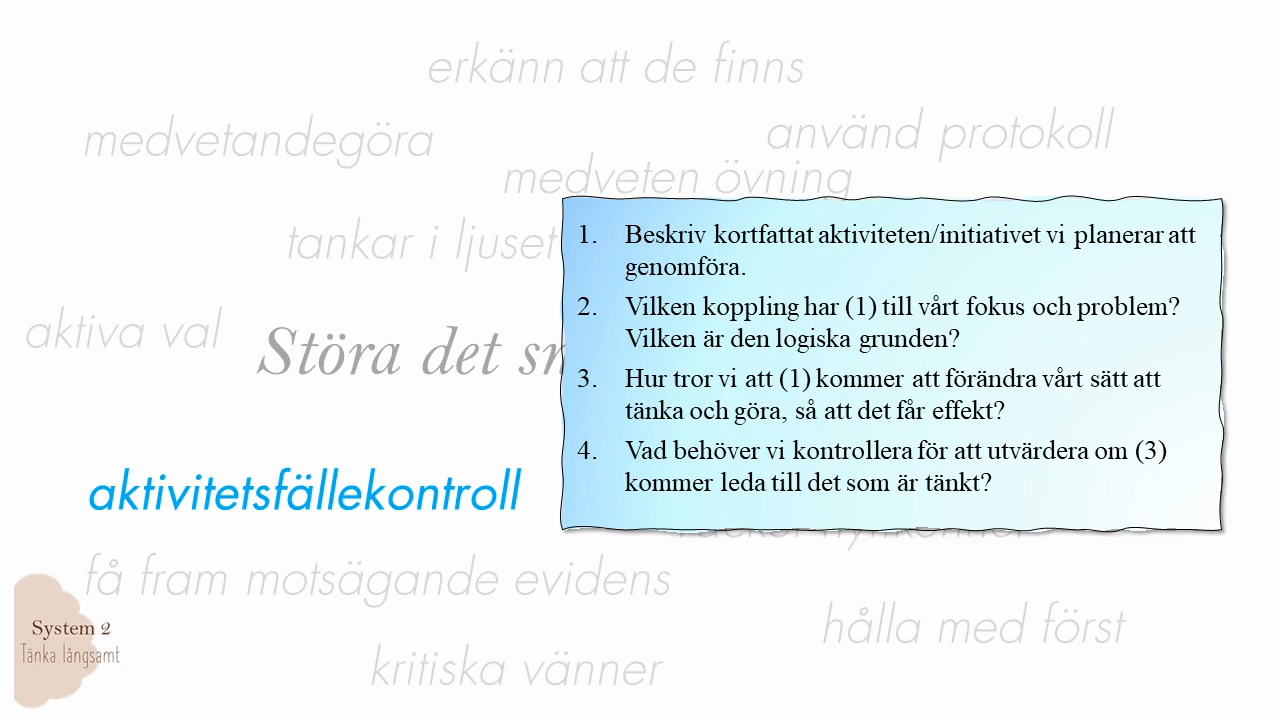 erkänn att de finns
använd protokoll
medvetandegöra
medveten övning
tankar i ljuset
aktiva val
Störa det
1. Beskriv kortfattat aktiviteten/initiativet vi planerar att
genomföra.
2. Vilken koppling har (1) till vårt fokus och problem?
Vilken är den logiska grunden?
3. Hur tror vi att (1) kommer att förändra vårt sätt att
tänka och göra, så att det får effekt?
4. Vad behöver vi kontrollera för att utvärdera om (3)
kommer leda till det som är tänkt?
aktivitetsfällekontroll
få fram motsägande evidens
hålla med först
kritiska vänner
System 2
Tänka långsamt